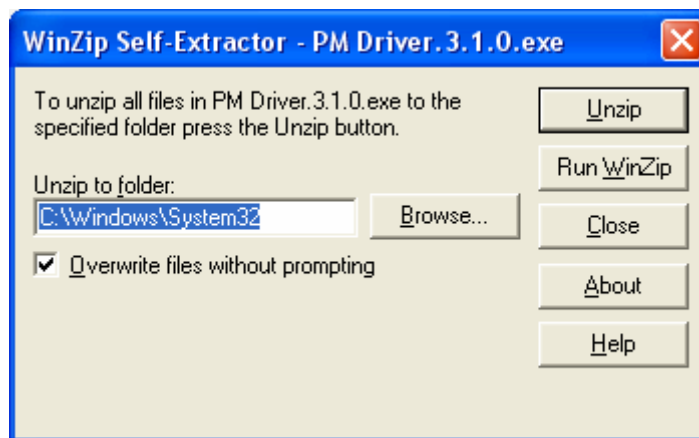 WinZip Self-Extractor - PM Driver.3.1.0.exe
To unzip all files in PM Driver.3.1.0.exe to the
specified folder press the Unzip button.
Unzip
Run WinZip
Unzip to folder:
C:\Windows\System32
Browse...
Close
Overwrite files without prompting
About
Help